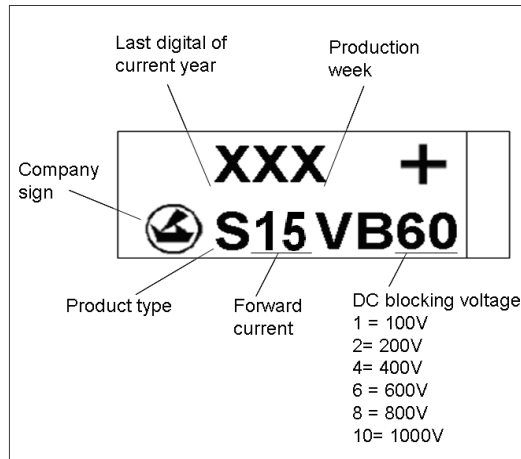 Last digital of
current year
Production
week
XXX +
Company
sign
S15VB60
Product type
Forward
current
DC blocking voltage
1 = 100V
2= 200V
4= 400V
6 = 600V
8 = 800V
10= 1000V